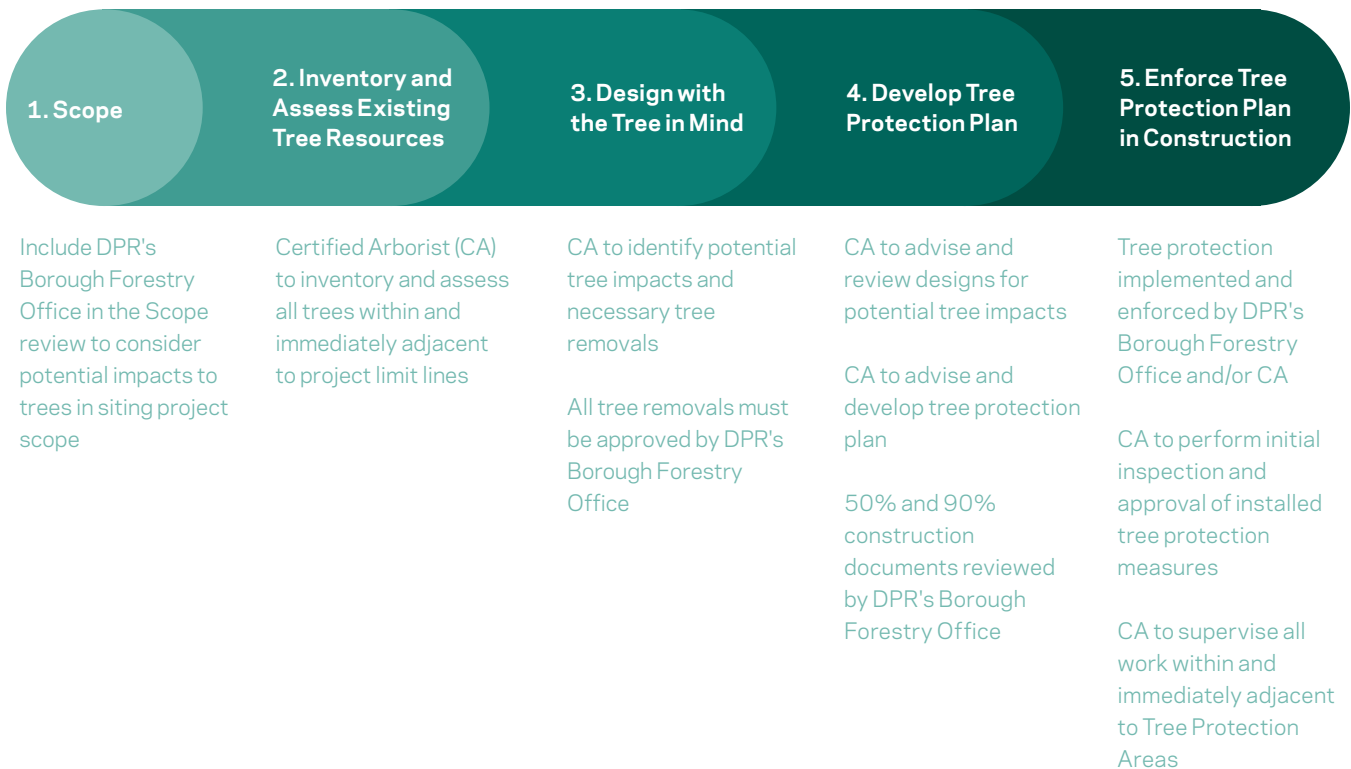 1. Scope
2. Inventory and
Assess Existing
Tree Resources
3. Design with
the Tree in Mind
4. Develop Tree
Protection Plan
5. Enforce Tree
Protection Plan
in Construction
Include DPR's
Borough Forestry
Office in the Scope
review to consider
potential impacts to
trees in siting project
scope
Certified Arborist (CA)
to inventory and assess
all trees within and
immediately adjacent
to project limit lines
CA to identify potential
tree impacts and
necessary tree
removals
All tree removals must
be approved by DPR's
Borough Forestry
Office
CA to advise and
review designs for
potential tree impacts
CA to advise and
develop tree protection
plan
50% and 90%
construction
documents reviewed
by DPR's Borough
Forestry Office
Tree protection
implemented and
enforced by DPR's
Borough Forestry
Office and/or CA
CA to perform initial
inspection and
approval of installed
tree protection
measures
CA to supervise all
work within and
immediately adjacent
to Tree Protection
Areas